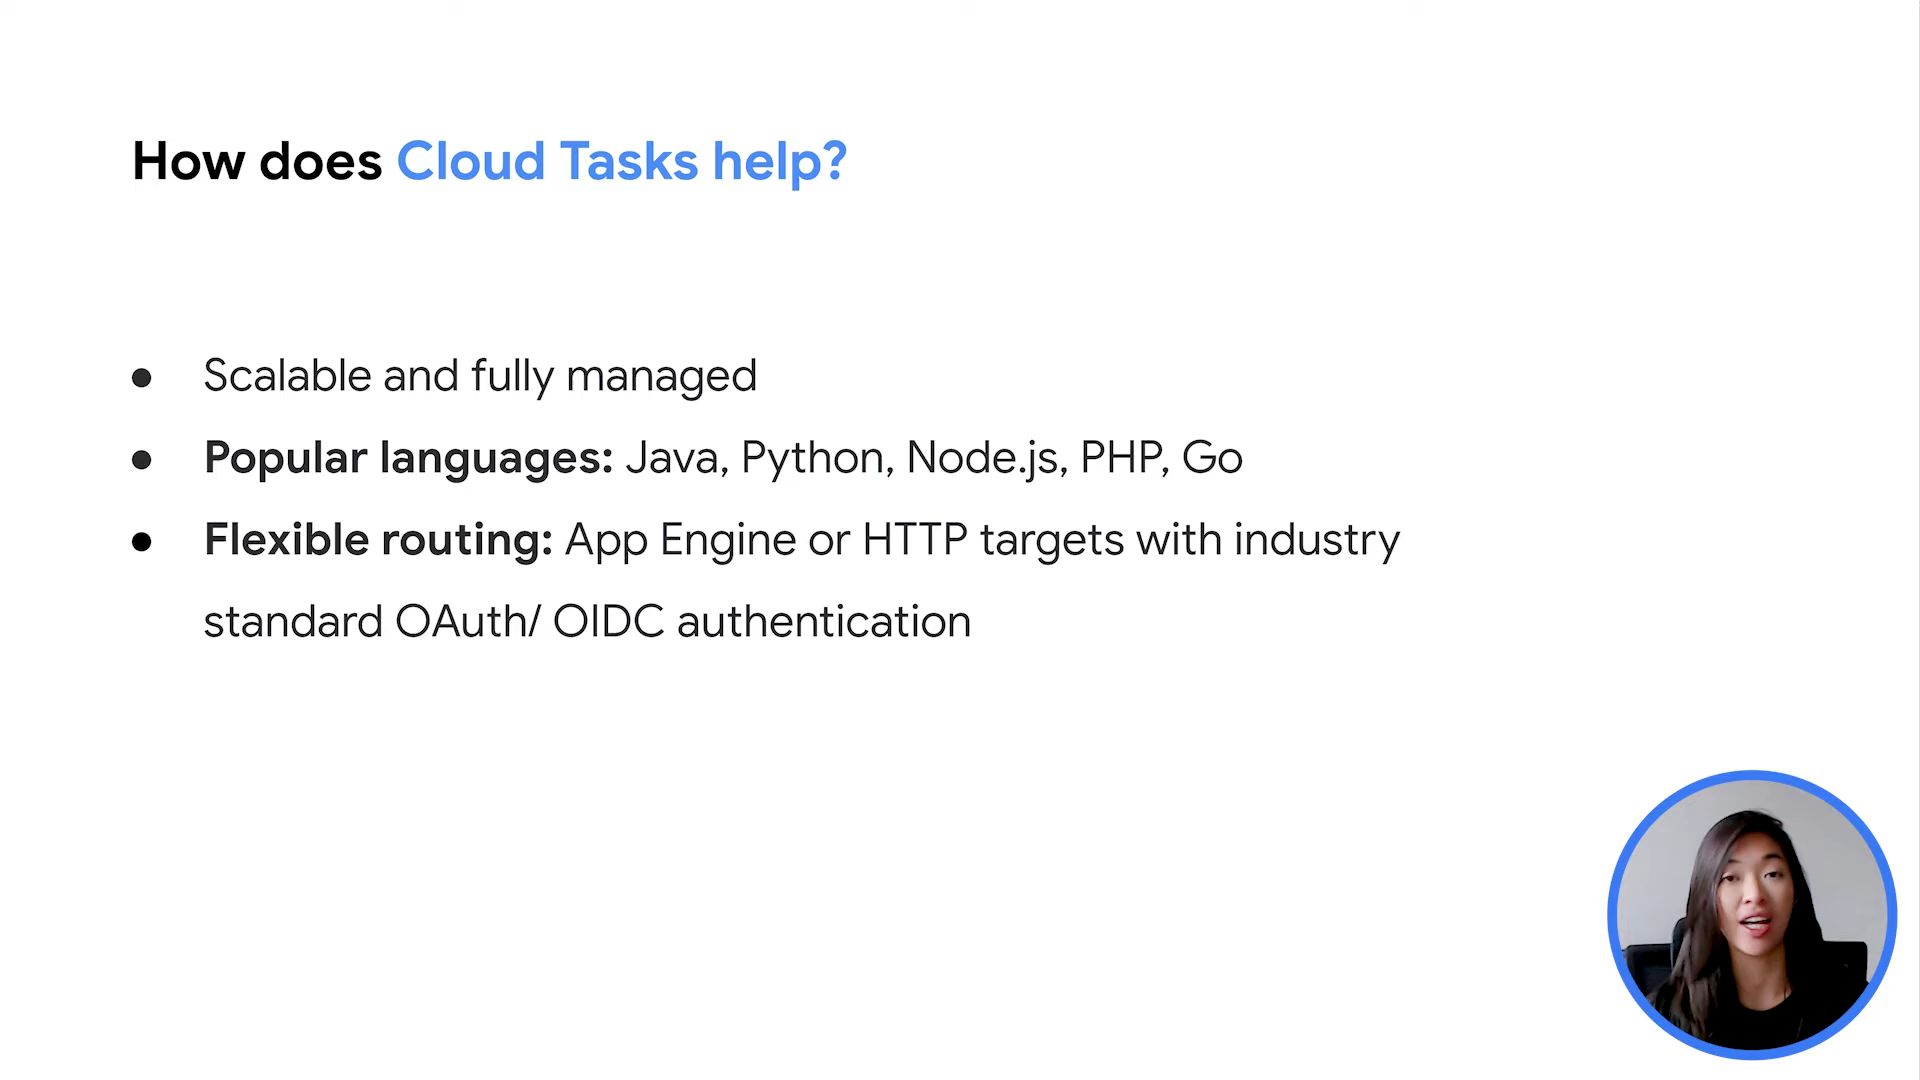 How does Cloud Tasks help?
● Scalable and fully managed
● Popular languages: Java, Python, Node.js, PHP, Go
● Flexible routing: App Engine or HTTP targets with industry
standard OAuth/ OIDC authentication